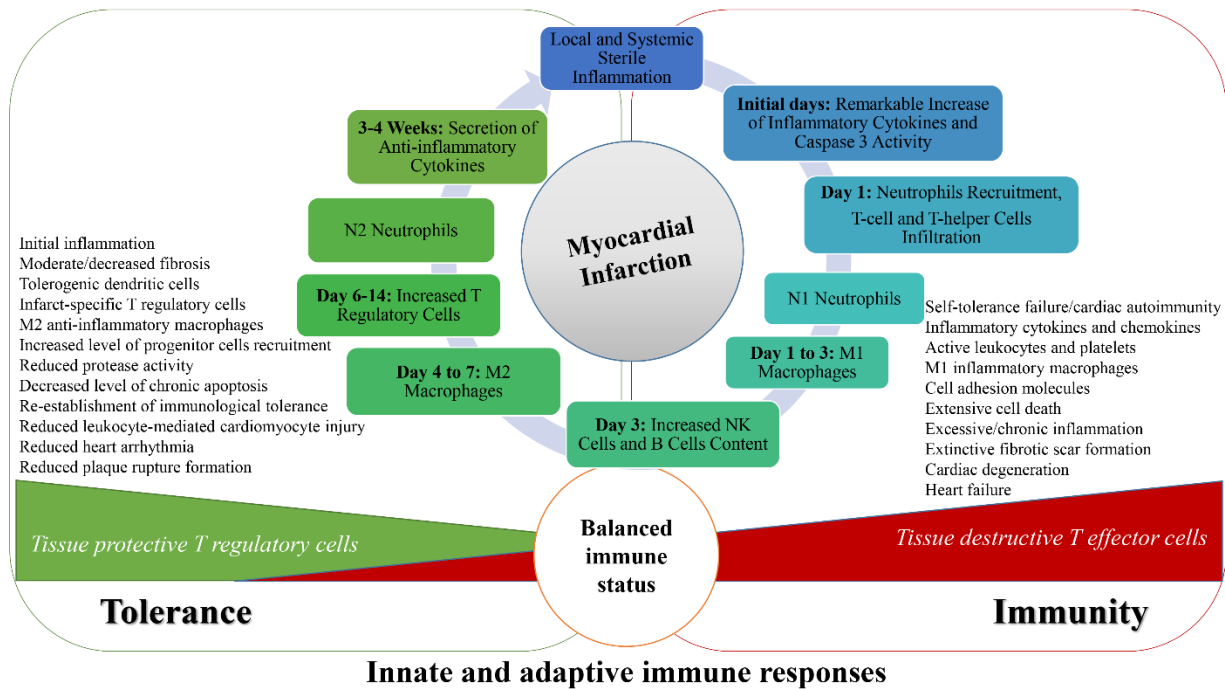 Local and Systemic
Sterile
Inflammation
Initial days: Remarkable Increase
of Inflammatory Cytokines and
Caspase 3 Activity
Day 1: Neutrophils Recruitment,
T-cell and T-helper Cells
Infiltration
N1 Neutrophils
Day 1 to 3: M1
Macrophages
Day 3: Increased NK
Cells and B Cells Content
Day 4 to 7: M2
Macrophages
Day 6-14: Increased T
Regulatory Cells
N2 Neutrophils
3-4 Weeks: Secretion of
Anti-inflammatory
Cytokines
Myocardial
Infarction
Initial inflammation
Moderate/decreased fibrosis
Tolerogenic dendritic cells
Infarct-specific T regulatory cells
M2 anti-inflammatory macrophages
Increased level of progenitor cells recruitment
Reduced protease activity
Decreased level of chronic apoptosis
Re-establishment of immunological tolerance
Reduced leukocyte-mediated cardiomyocyte injury
Reduced heart arrhythmia
Reduced plaque rupture formation
Self-tolerance failure/cardiac autoimmunity
Inflammatory cytokines and chemokines
Active leukocytes and platelets
M1 inflammatory macrophages
Cell adhesion molecules
Extensive cell death
Excessive/chronic inflammation
Extinctive fibrotic scar formation
Cardiac degeneration
Heart failure
Tissue protective T regulatory cells
Balanced
immune
status
Tissue destructive T effector cells
Tolerance
Immunity
Innate and adaptive immune responses